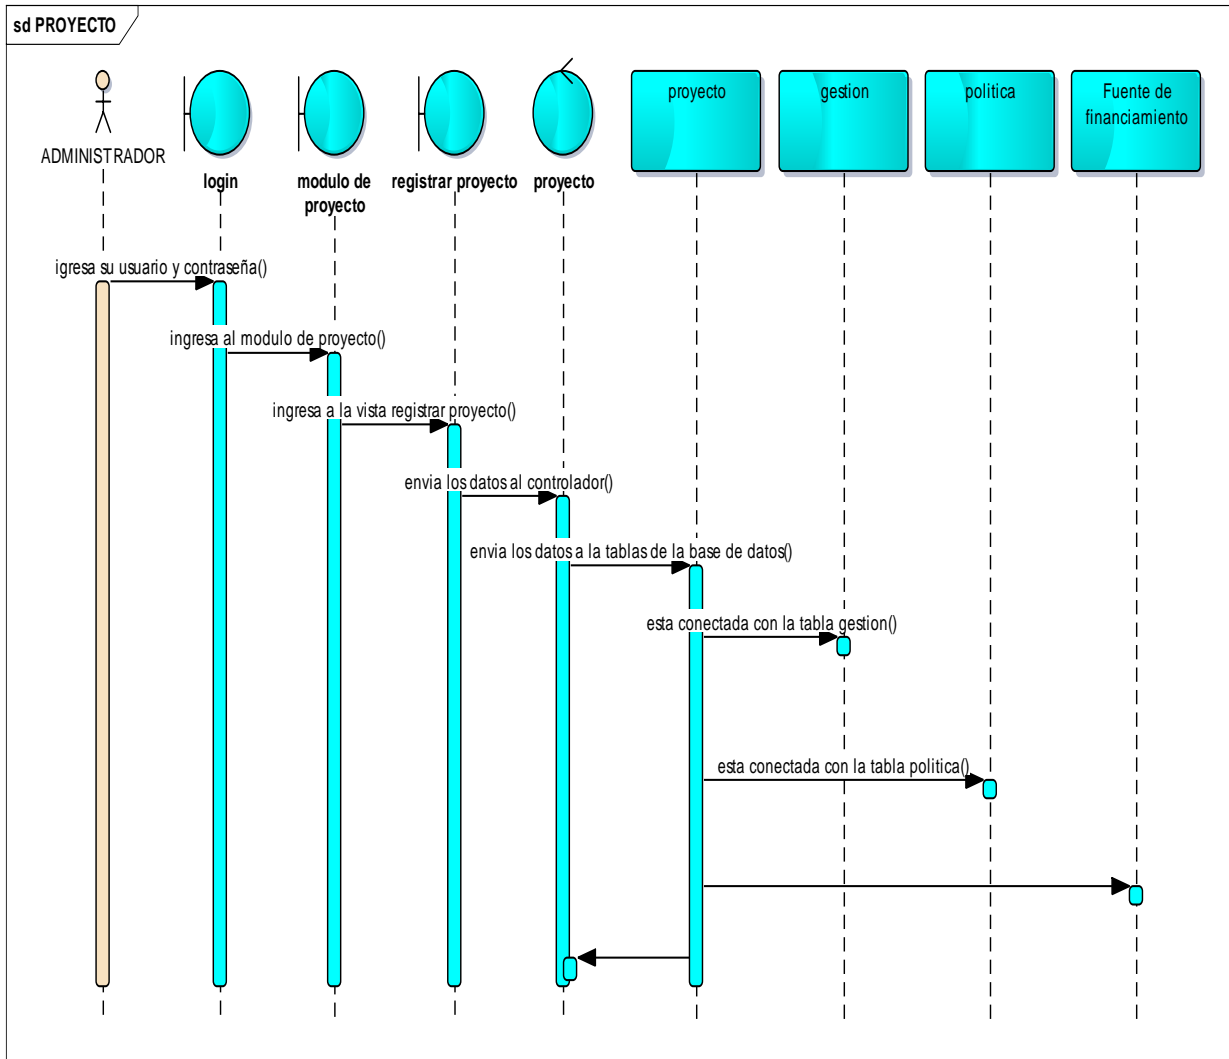 sd PROYECTO
proyecto
gestion
politica
Fuente de
financiamiento
ADMINISTRADOR
login
modulo de
proyecto
registrar proyecto
proyecto
igresa su usuario y contraseña()
ingresa al modulo de proyecto()
ingresa a la vista registrar proyecto()
envia los datos al controlador()
envia los datos a la tablas de la base de datos()
esta conectada con la tabla gestion()
esta conectada con la tabla politica()